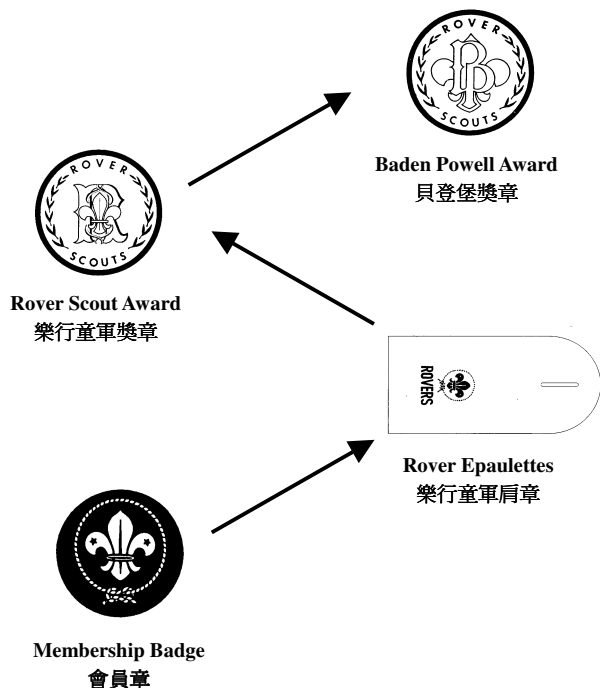 ROVER
SCOUTS
Baden Powell Award
貝登堡獎章
ROVER
SCOUTS
Rover Scout Award
樂行童軍獎章
ROVERS
Rover Epaulettes
樂行童軍肩章
Membership Badge
會員章